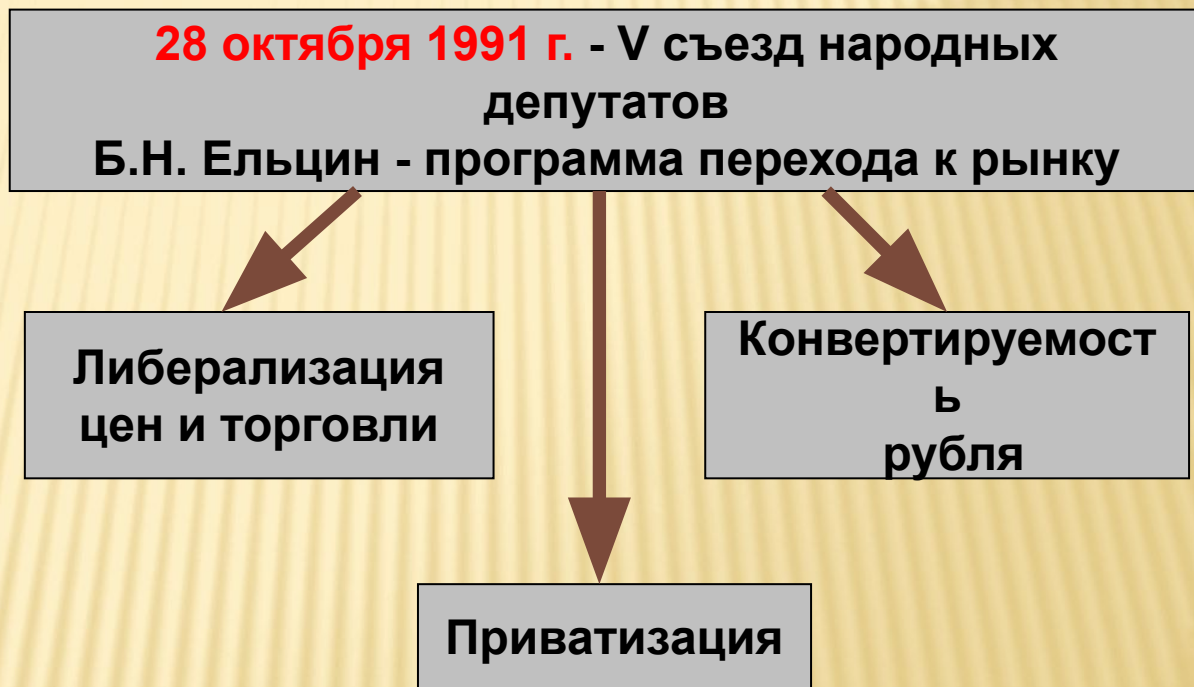 28 октября 1991 г. - V съезд народных
депутатов
Б.Н. Ельцин - программа перехода к рынку
Либерализация
цен и торговли
Конвертируемост
ь
рубля
Приватизация